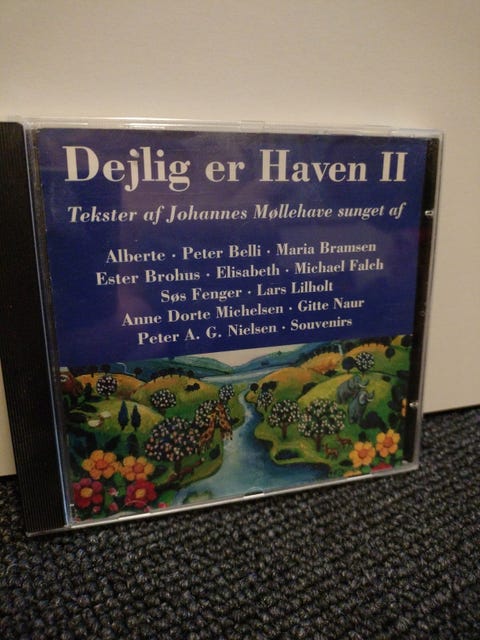 Dejlig er Haven II
Tekster af Johannes Møllehave sunget af
Alberte · Peter Belli · Maria Bramsen
Ester Brohus · Elisabeth · Michael Falch
Søs Fenger · Lars Lilholt
Anne Dorte Michelsen · Gitte Naur
Peter A. G. Nielsen · Souvenirs